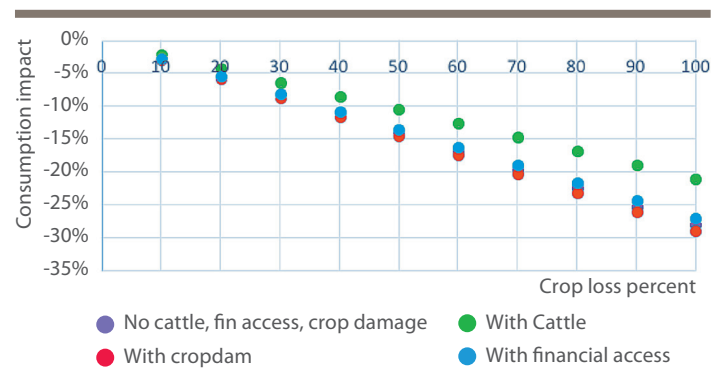 0%
0 10 20 30 40 50 60 70 80 90 100
-5%
-10%
-15%
-20%
-25%
-30%
-35%
Consumption impact
Crop loss percent
No cattle, fin access, crop damage
With Cattle
With cropdam
With financial access